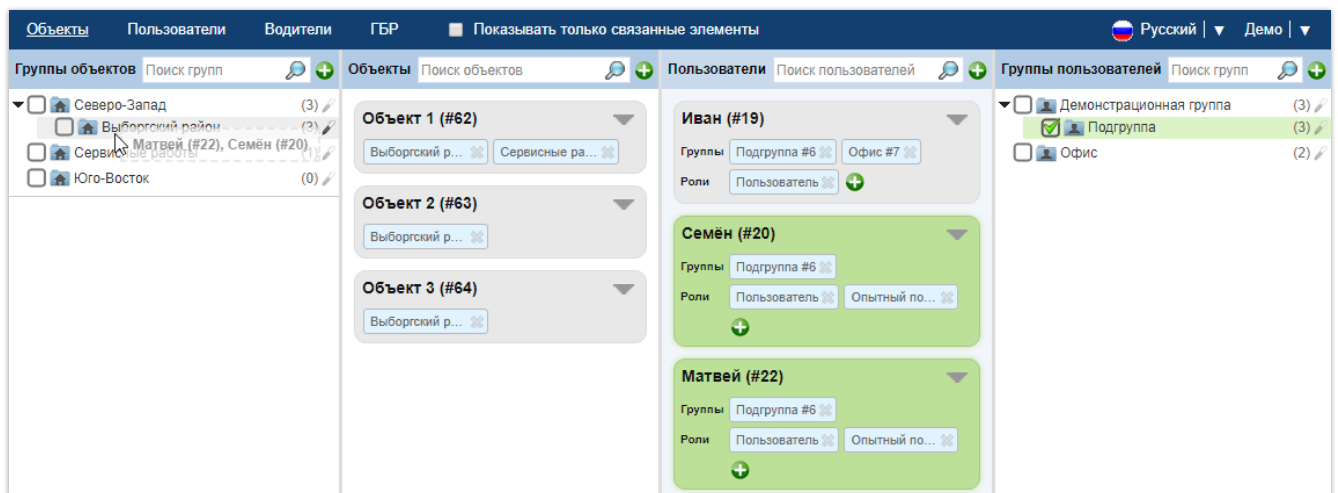 Объекты Пользователи Водители ГБР Показывать только связанные элементы Русский | ▼ Демо | ▼
Группы объектов Поиск групп
Северо-Запад (3)
Выборгский район (3)
Матвей (#22), Семён (#20)
Сервисные работы (1)
Юго-Восток (0)
Объекты Поиск объектов
Объект 1 (#62)
Выборгский р... Сервисные ра...
Объект 2 (#63)
Выборгский р...
Объект 3 (#64)
Выборгский р...
Пользователи Поиск пользователей
Иван (#19)
Группы Подгруппа #6 Офис #7
Роли Пользователь
Семён (#20)
Группы Подгруппа #6
Роли Пользователь Опытный по...
Матвей (#22)
Группы Подгруппа #6
Роли Пользователь Опытный по...
Группы пользователей Поиск групп
Демонстрационная группа (3)
Подгруппа (3)
Офис (2)